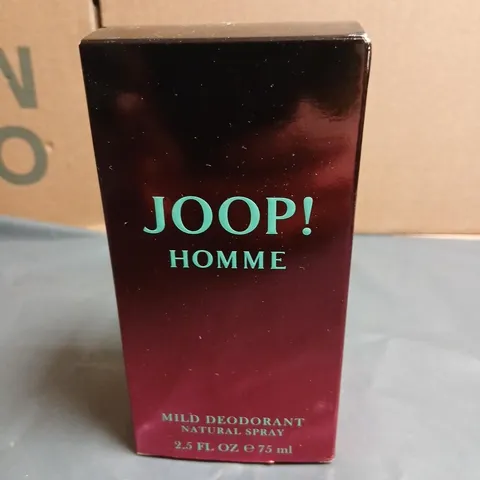 N
O
JOOP!
HOMME
MILD DEODORANT
NATURAL SPRAY
2.5 FL. OZ ℮ 75 ml